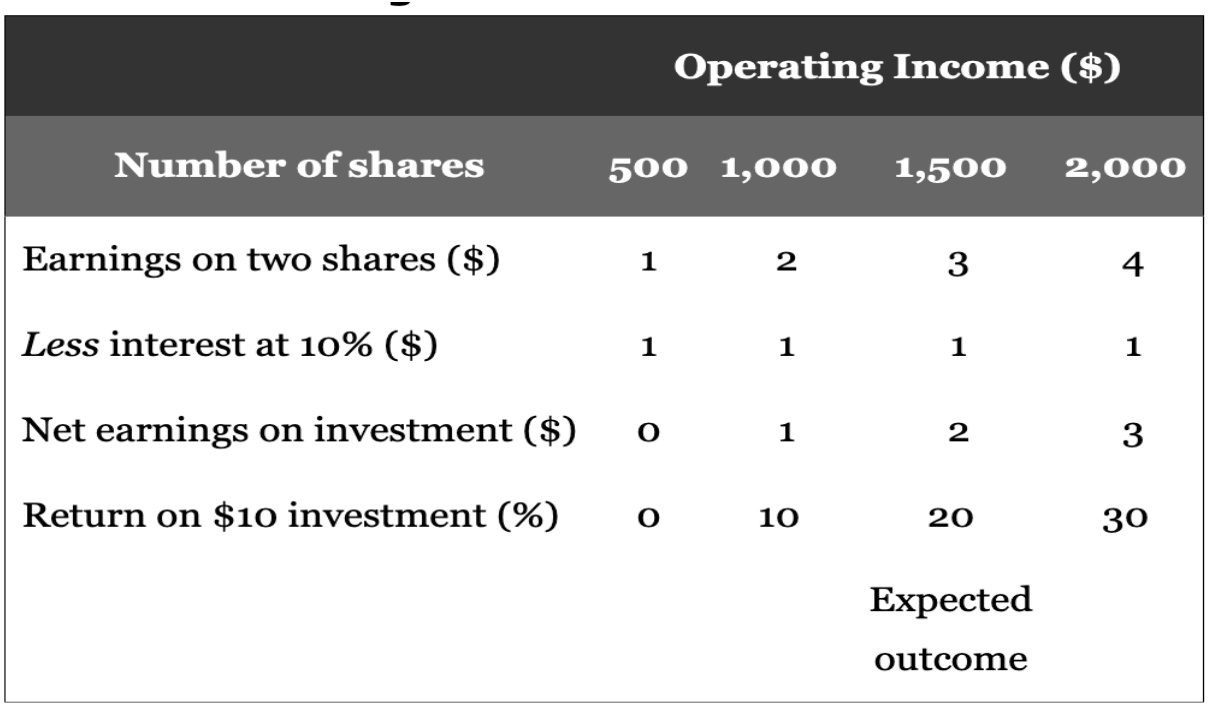 Operating Income ($)
Number of shares 500 1,000 1,500 2,000
Earnings on two shares ($) 1 2 3 4
Less interest at 10% ($) 1 1 1 1
Net earnings on investment ($) 0 1 2 3
Return on $10 investment (%) 0 10 20 30
Expected
outcome